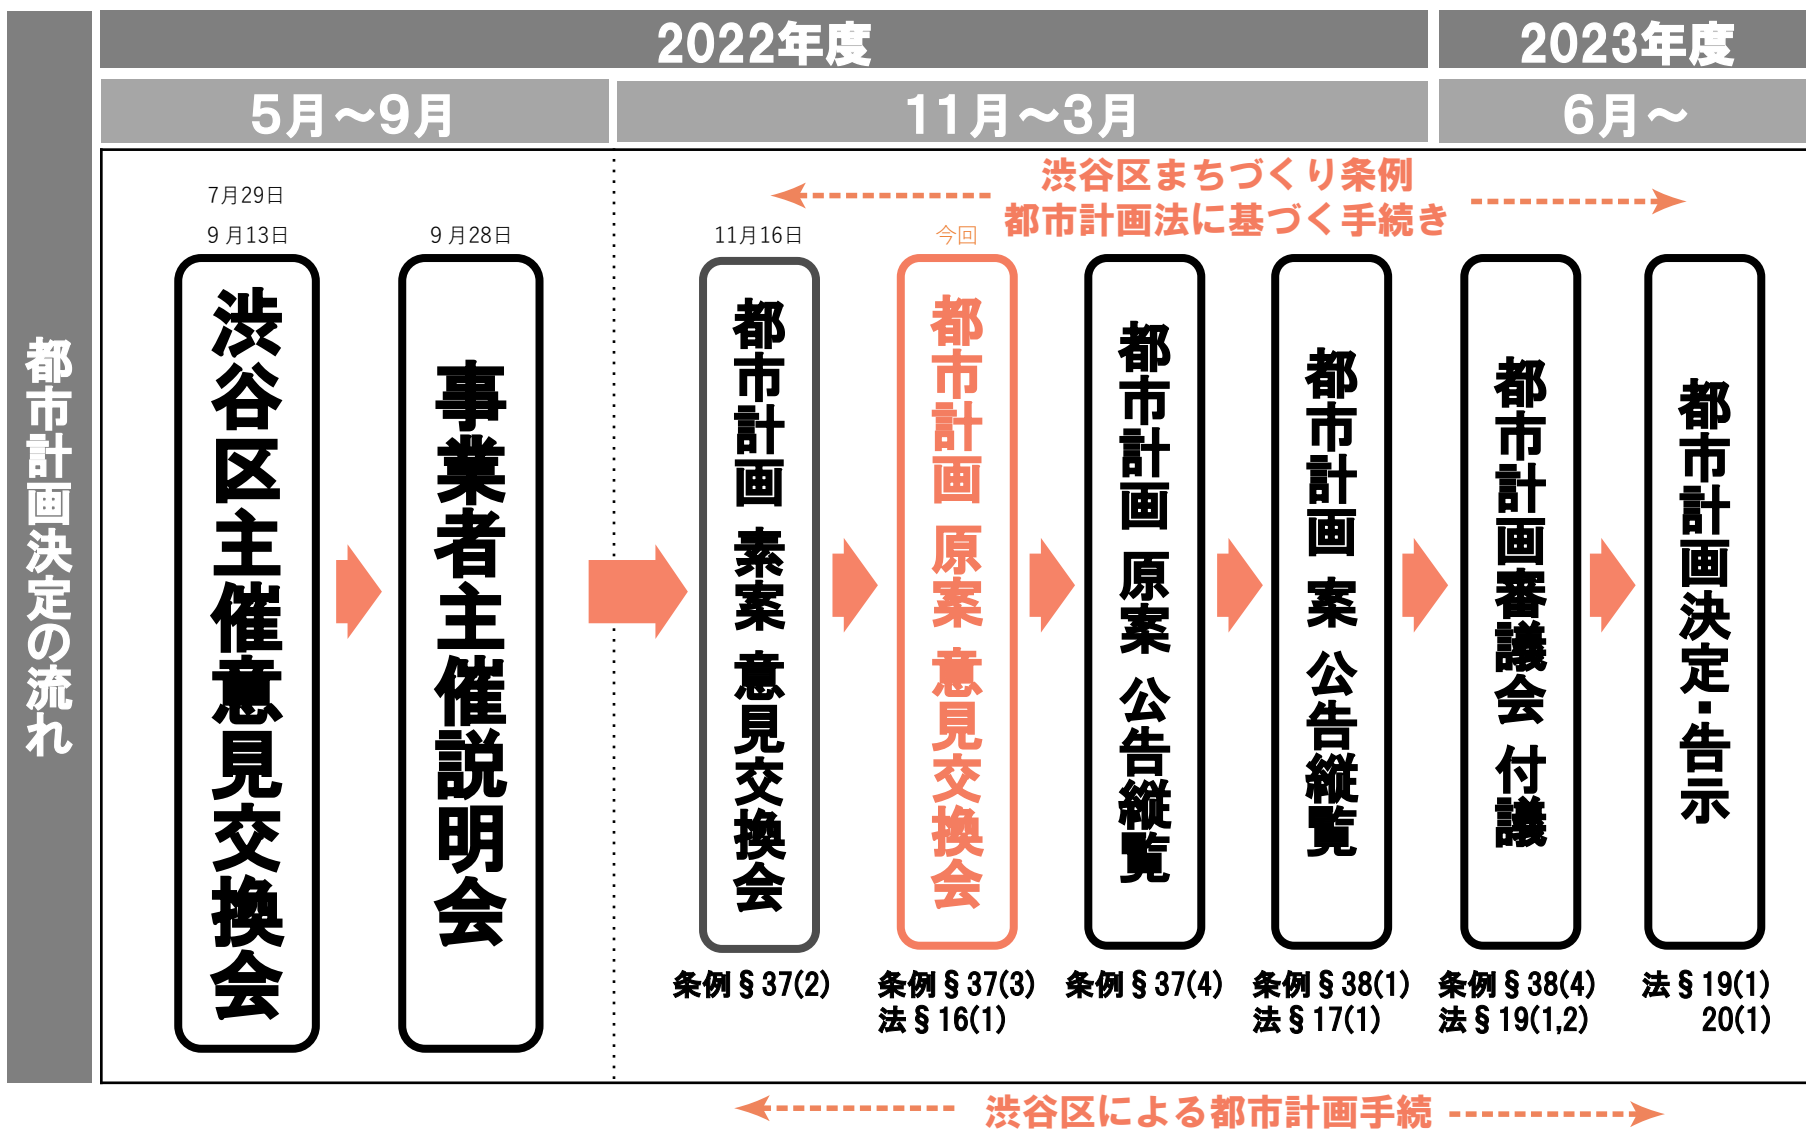 都市計画決定の流れ
2022年度
2023年度
5月～9月
11月～3月
6月～
渋谷区まちづくり条例
都市計画法に基づく手続き
7月29日
9月13日
渋谷区主催意見交換会
9月28日
事業者主催説明会
11月16日
都市計画 素案 意見交換会
条例§37(2)
今回
都市計画 原案 意見交換会
条例§37(3)
法§16(1)
都市計画 原案 公告縦覧
条例§37(4)
都市計画 案 公告縦覧
条例§38(1)
法§17(1)
都市計画審議会 付議
条例§38(4)
法§19(1,2)
都市計画決定・告示
法§19(1)
20(1)
渋谷区による都市計画手続